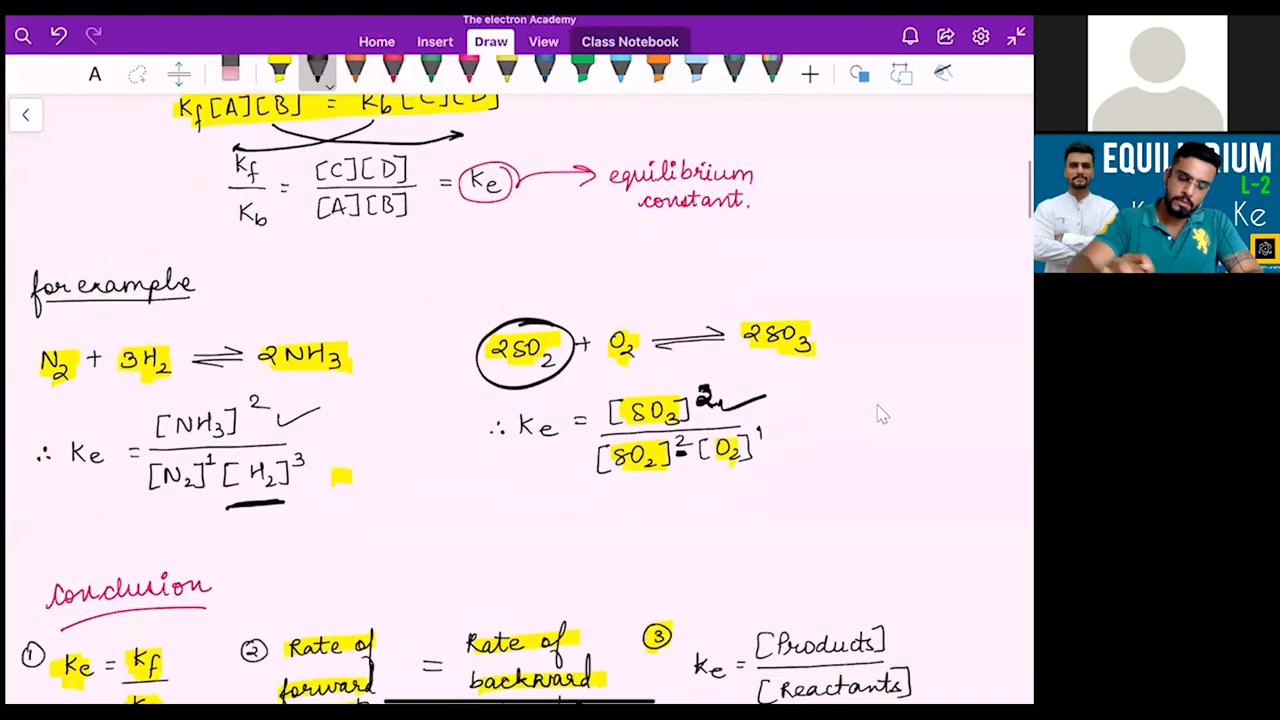 The electron Academy
Home Insert Draw View Class Notebook
A
Kf[A][B] = Kb[C][D]
Kf/Kb = [C][D]/[A][B] = Ke → equilibrium constant.
for example
N2 + 3H2 ⇌ 2NH3
∴ Ke = [NH3]^2/[N2]^1[H2]^3 ✓
2SO2 + O2 ⇌ 2SO3
∴ Ke = [SO3]^2/[SO2]^2[O2]^1 ✓
Conclusion
① Ke = Kf
② Rate of forward = Rate of backward
③ Ke = [Products]/[Reactants]
EQUILIBRIUM
L-2
Ke